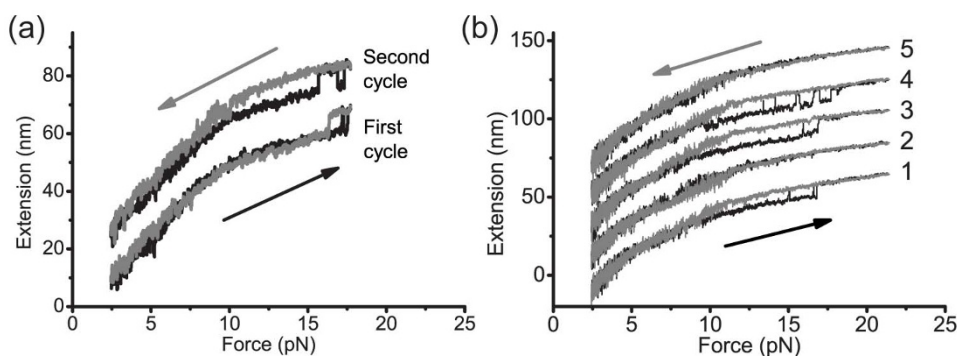 (a)
80
60
40
20
0
Extension (nm)
Second
cycle
First
cycle
0 5 10 15 20 25
Force (pN)
(b)
150
100
50
0
Extension (nm)
5
4
3
2
1
0 5 10 15 20 25
Force (pN)